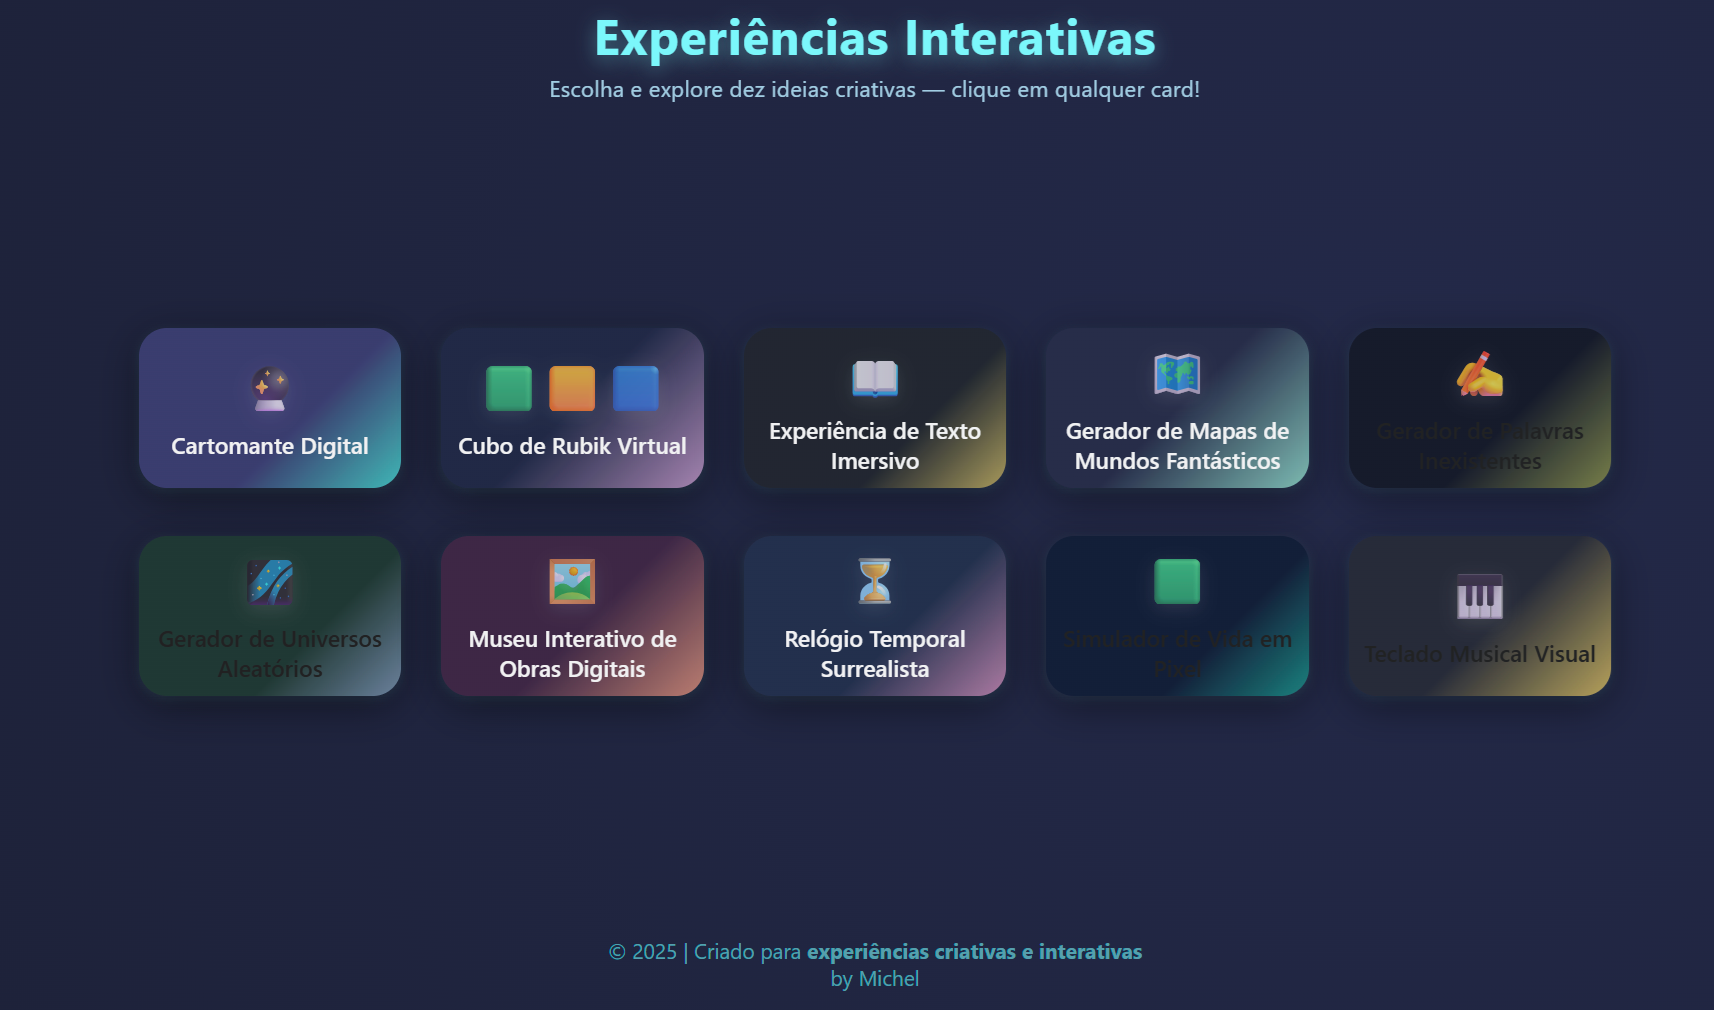 Experiências Interativas
Escolha e explore dez ideias criativas — clique em qualquer card!
Cartomante Digital
Cubo de Rubik Virtual
Experiência de Texto
Imersivo
Gerador de Mapas de
Mundos Fantásticos
Gerador de Palavras
Inexistentes
Gerador de Universos
Aleatórios
Museu Interativo de
Obras Digitais
Relógio Temporal
Surrealista
Simulador de Vida em
Pixel
Teclado Musical Visual
© 2025 | Criado para experiências criativas e interativas
by Michel